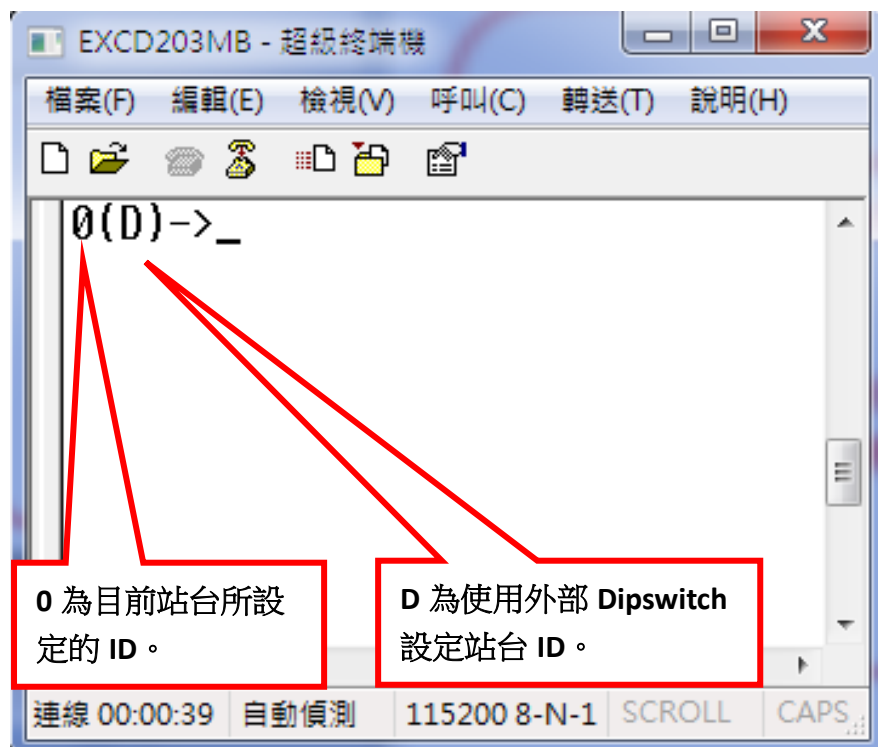 EXCD203MB - 超級終端機
檔案(F) 編輯(E) 檢視(V) 呼叫(C) 轉送(T) 說明(H)
0(D)->_
0 為目前站台所設
定的 ID。
D 為使用外部 Dipswitch
設定站台 ID。
連線 00:00:39 自動偵測 115200 8-N-1 SCROLL CAPS